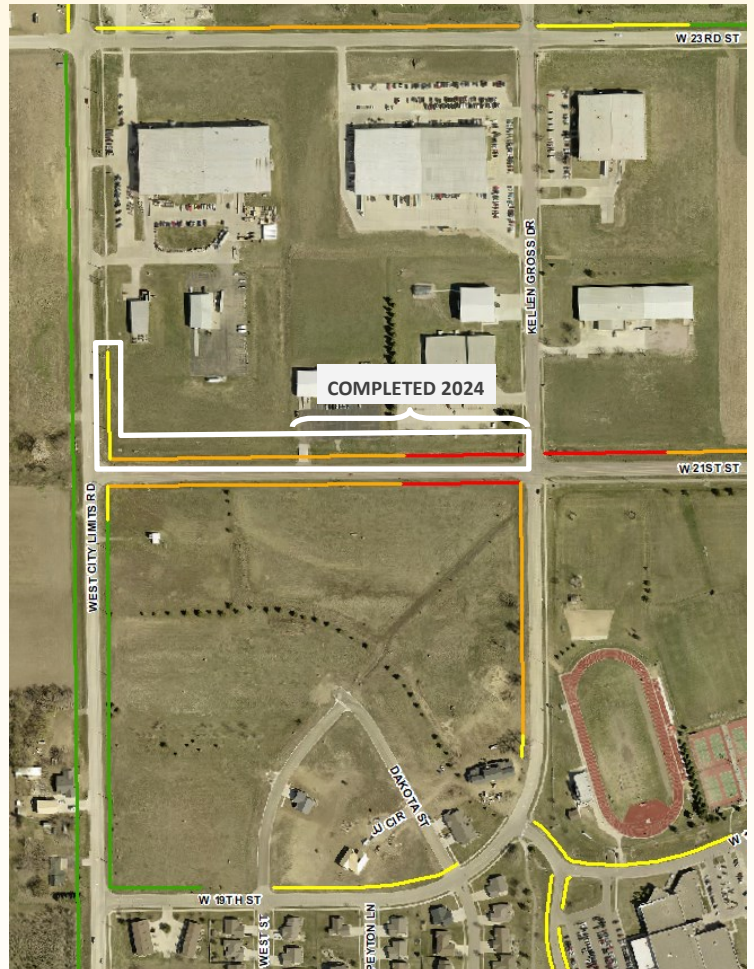 W 23RD ST
KELLEN GROSS DR
COMPLETED 2024
W 21ST ST
WEST CITY LIMITS RD
DAKOTA ST
JJ CIR
W 19TH ST
WEST ST
PEYTON LN